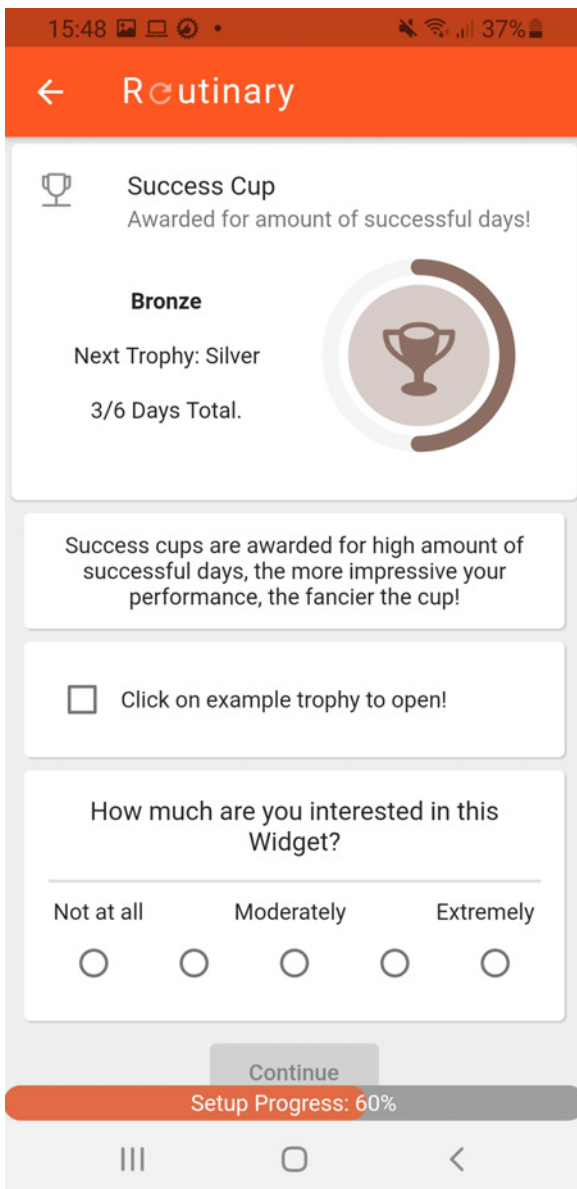 15:48
37%
Routinary
Success Cup
Awarded for amount of successful days!
Bronze
Next Trophy: Silver
3/6 Days Total.
Success cups are awarded for high amount of
successful days, the more impressive your
performance, the fancier the cup!
Click on example trophy to open!
How much are you interested in this
Widget?
Not at all Moderately Extremely
Continue
Setup Progress: 60%